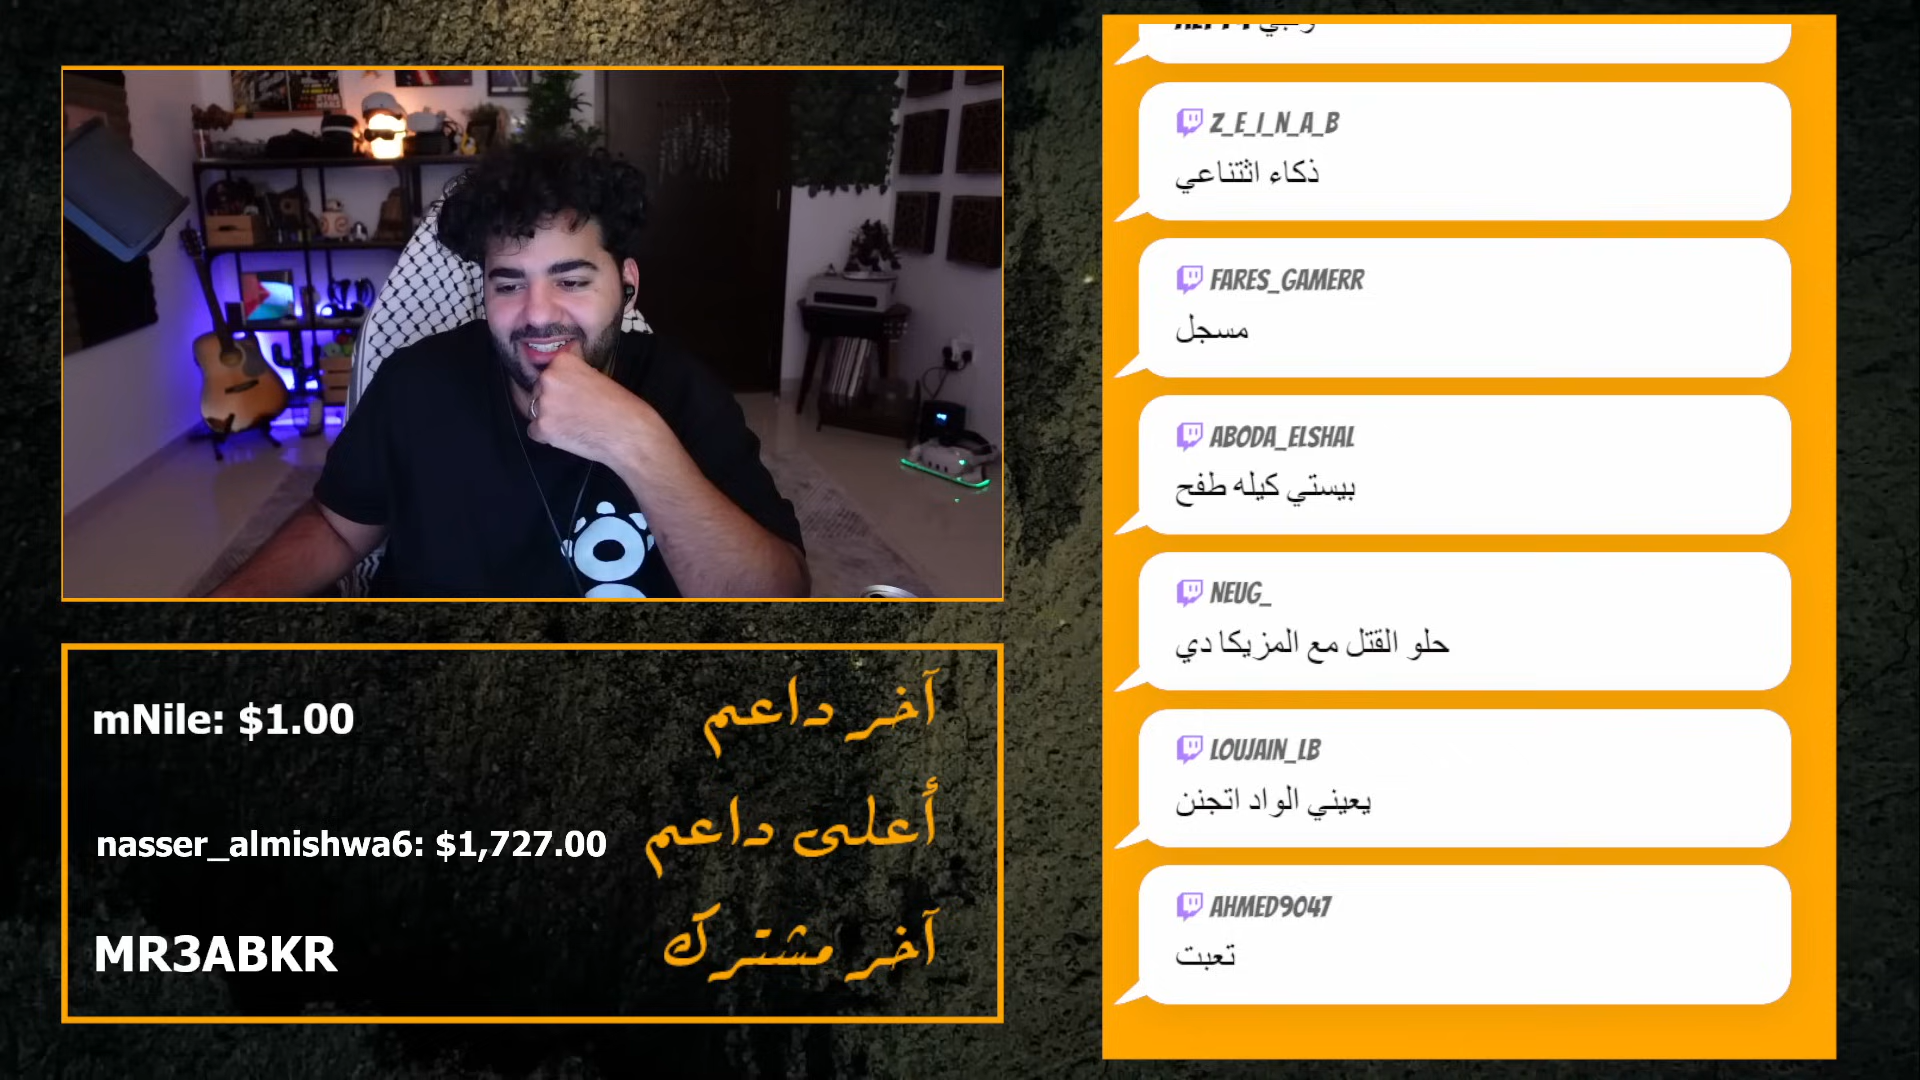 Z_E_I_N_A_B
ذكاء اثتناعي
FARES_GAMERR
مسجل
ABODA_ELSHAL
بيستي كيله طفح
NEUG_
حلو القتل مع المزيكا دي
LOUJAIN_LB
يعيني الواد اتجنن
AHMED9047
تعبت
آخر داعم
mNile: $1.00
أعلى داعم
nasser_almishwa6: $1,727.00
آخر مشترك
MR3ABKR